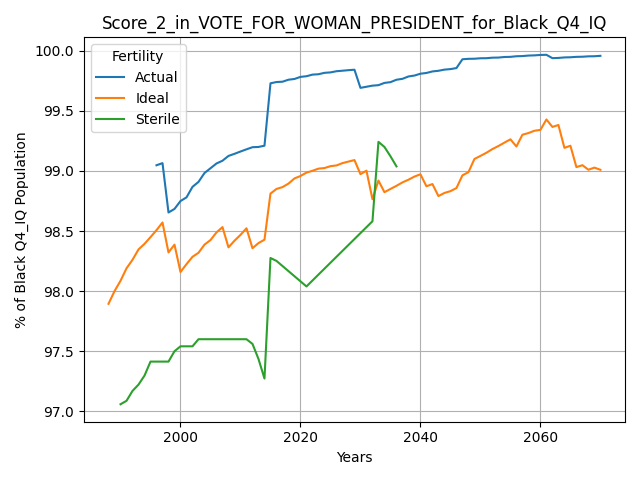 Score_2_in_VOTE_FOR_WOMAN_PRESIDENT_for_Black_Q4_IQ
% of Black Q4_IQ Population
100.0
99.5
99.0
98.5
98.0
97.5
97.0
Fertility
Actual
Ideal
Sterile
2000
2020
2040
2060
Years